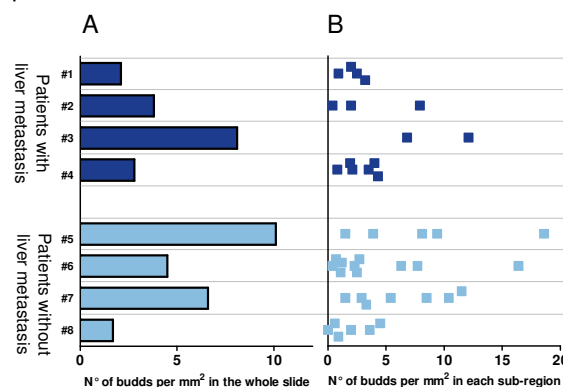 A
B
Patients with
liver metastasis
#1
#2
#3
#4
Patients without
liver metastasis
#5
#6
#7
#8
0 5 10
0 5 10 15 20
N° of budds per mm² in the whole slide
N° of budds per mm² in each sub-region